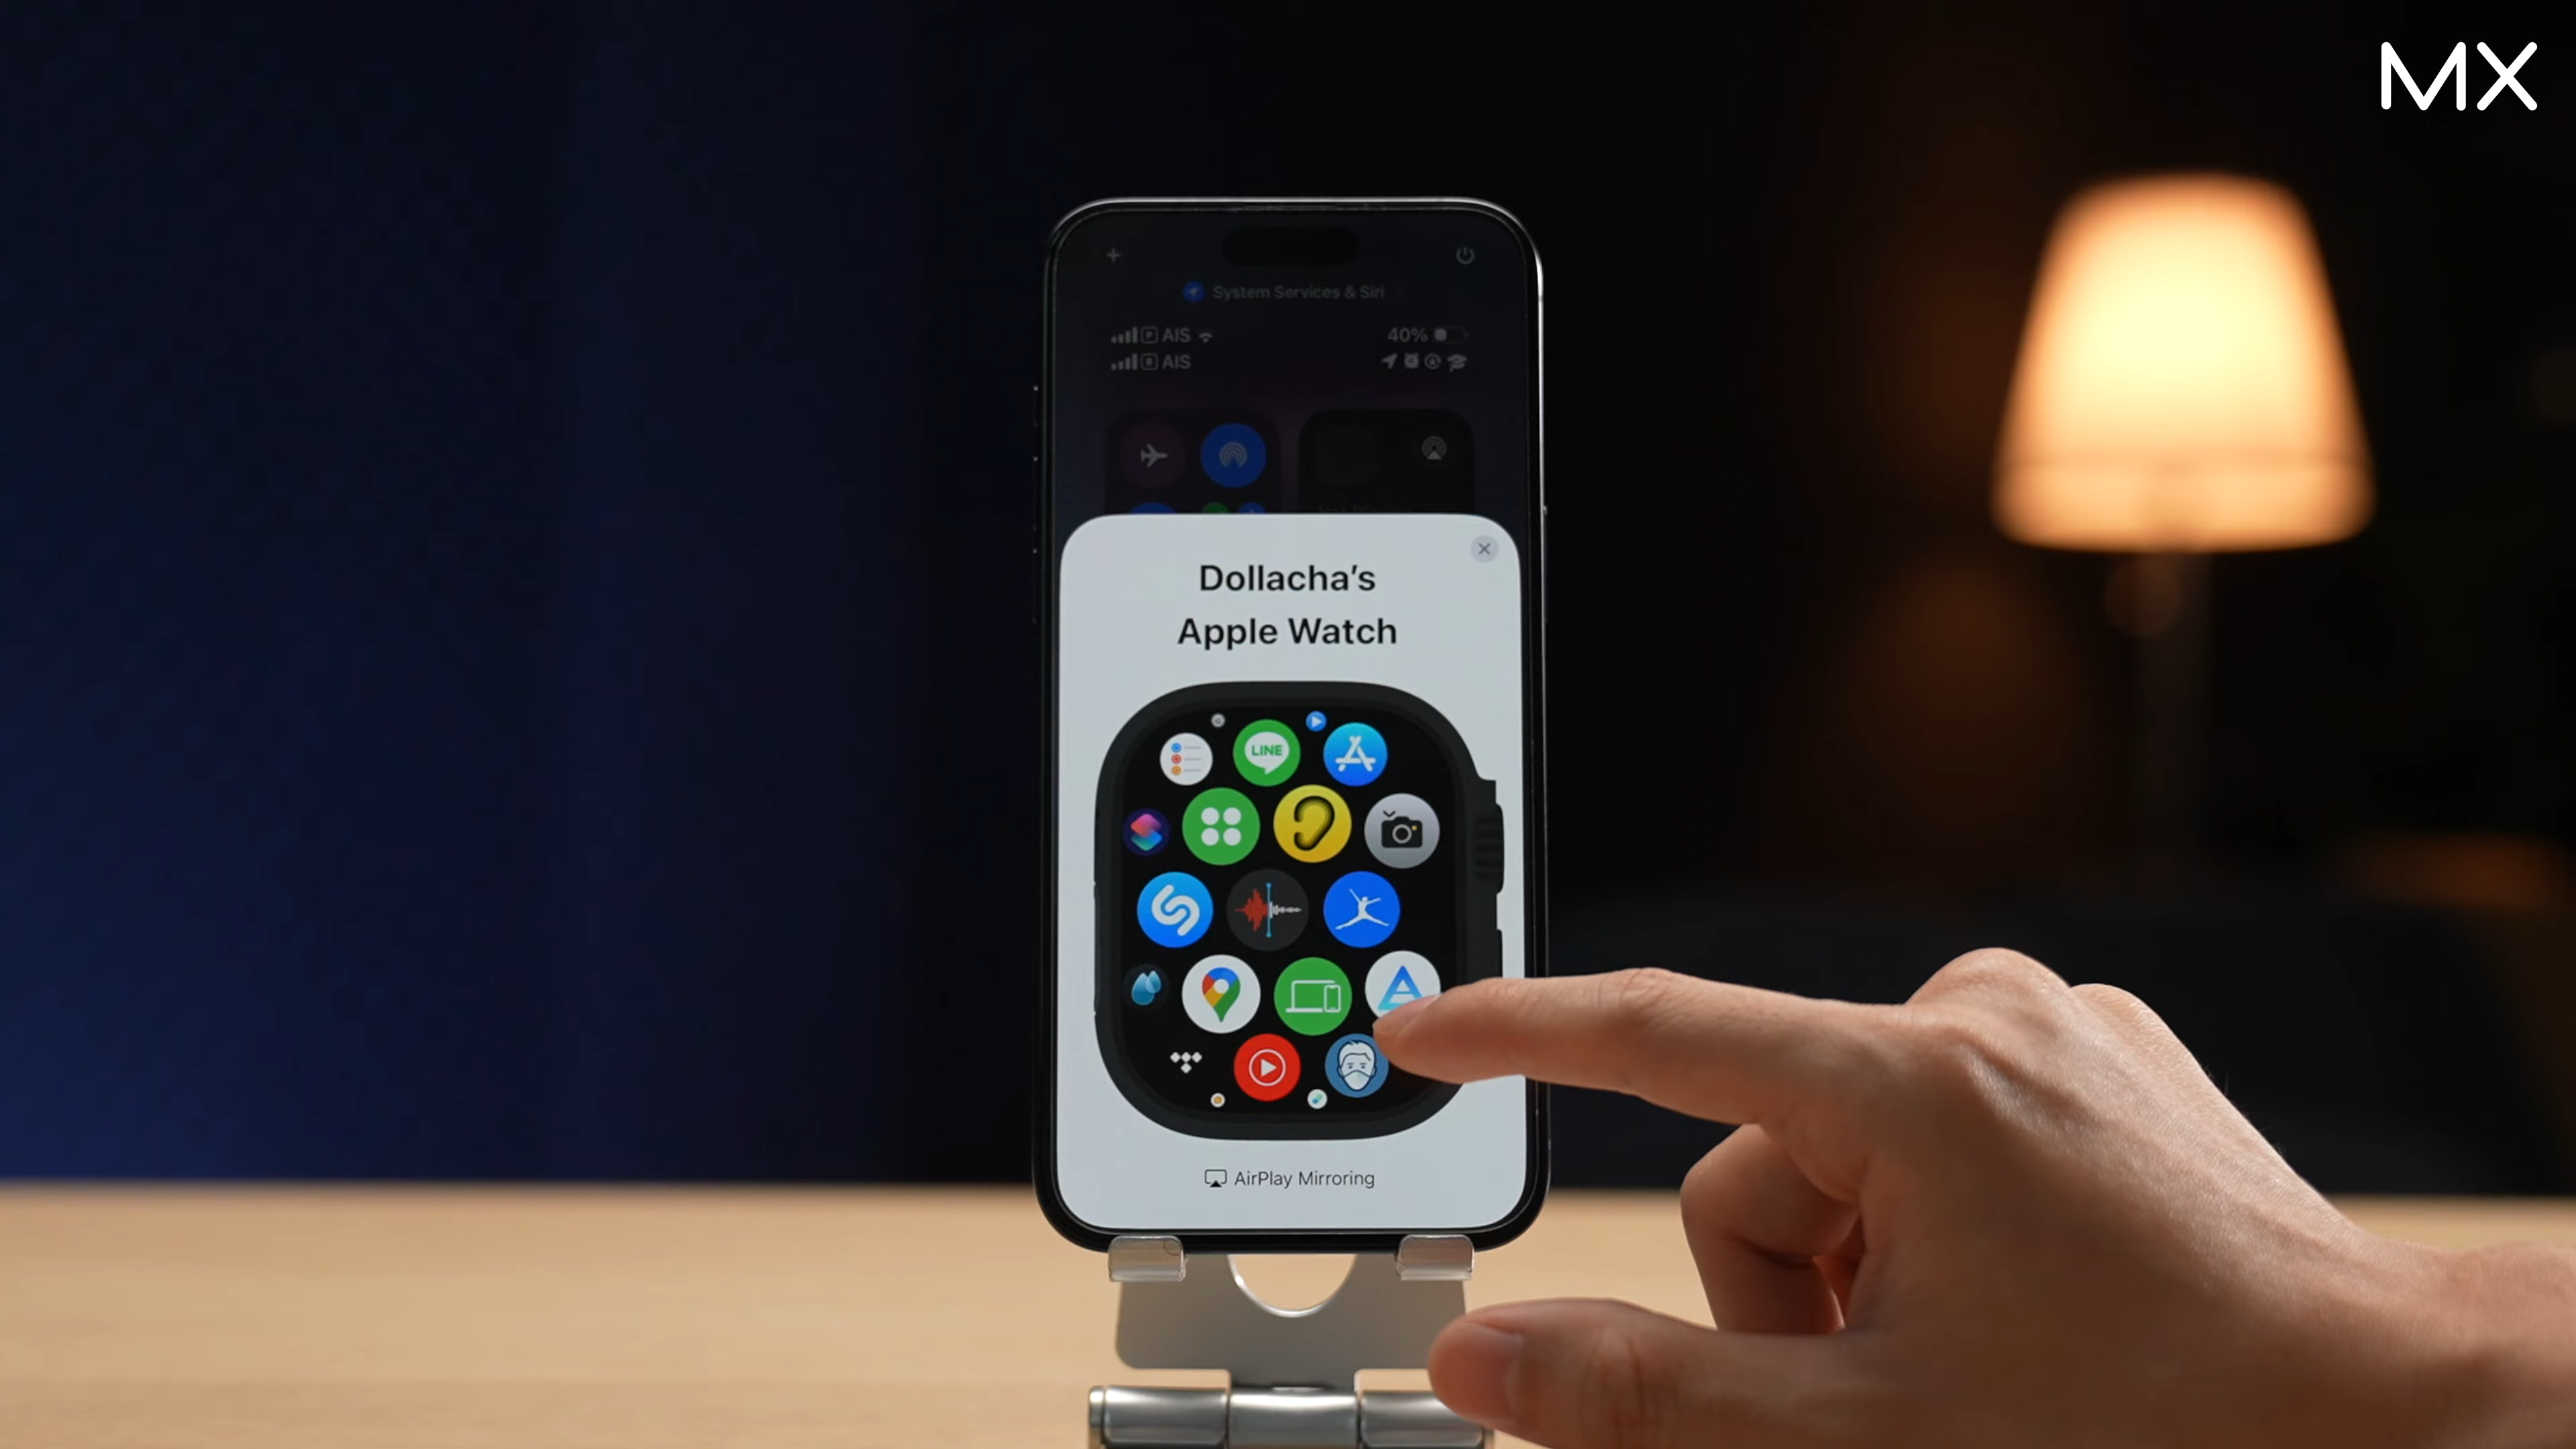 MX
System Services & Siri
P AIS 40%
B AIS
Dollacha's
Apple Watch
LINE
AirPlay Mirroring